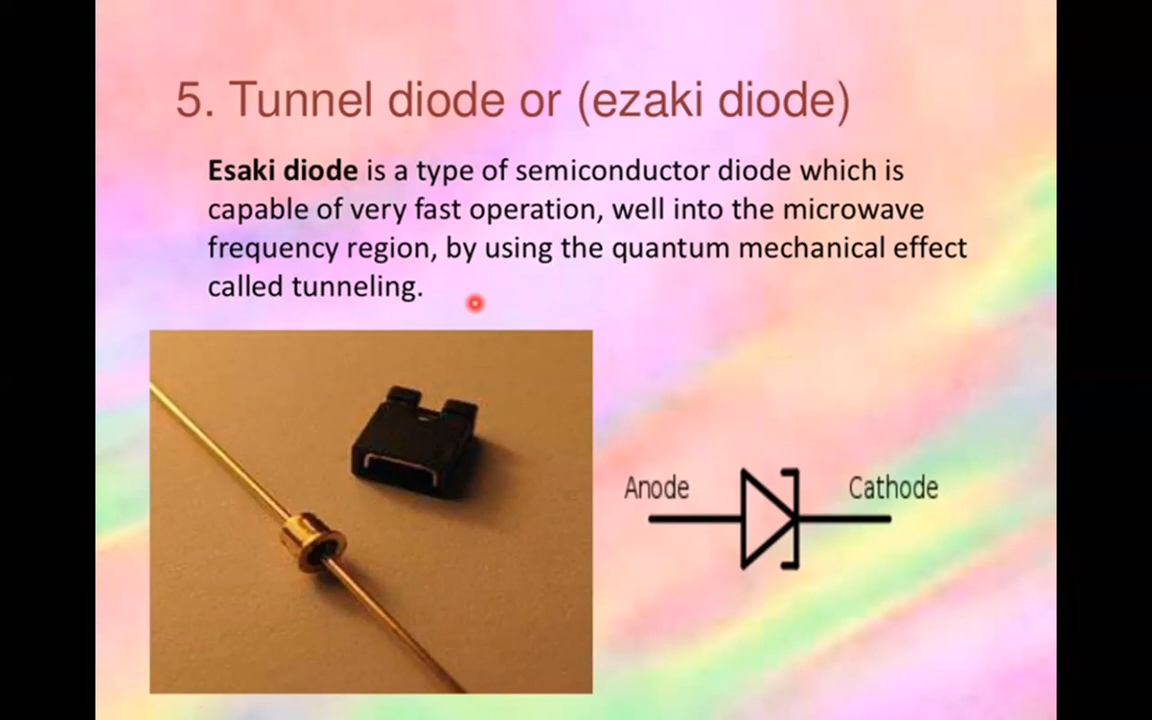 5. Tunnel diode or (ezaki diode)
Esaki diode is a type of semiconductor diode which is
capable of very fast operation, well into the microwave
frequency region, by using the quantum mechanical effect
called tunneling.
Anode
Cathode